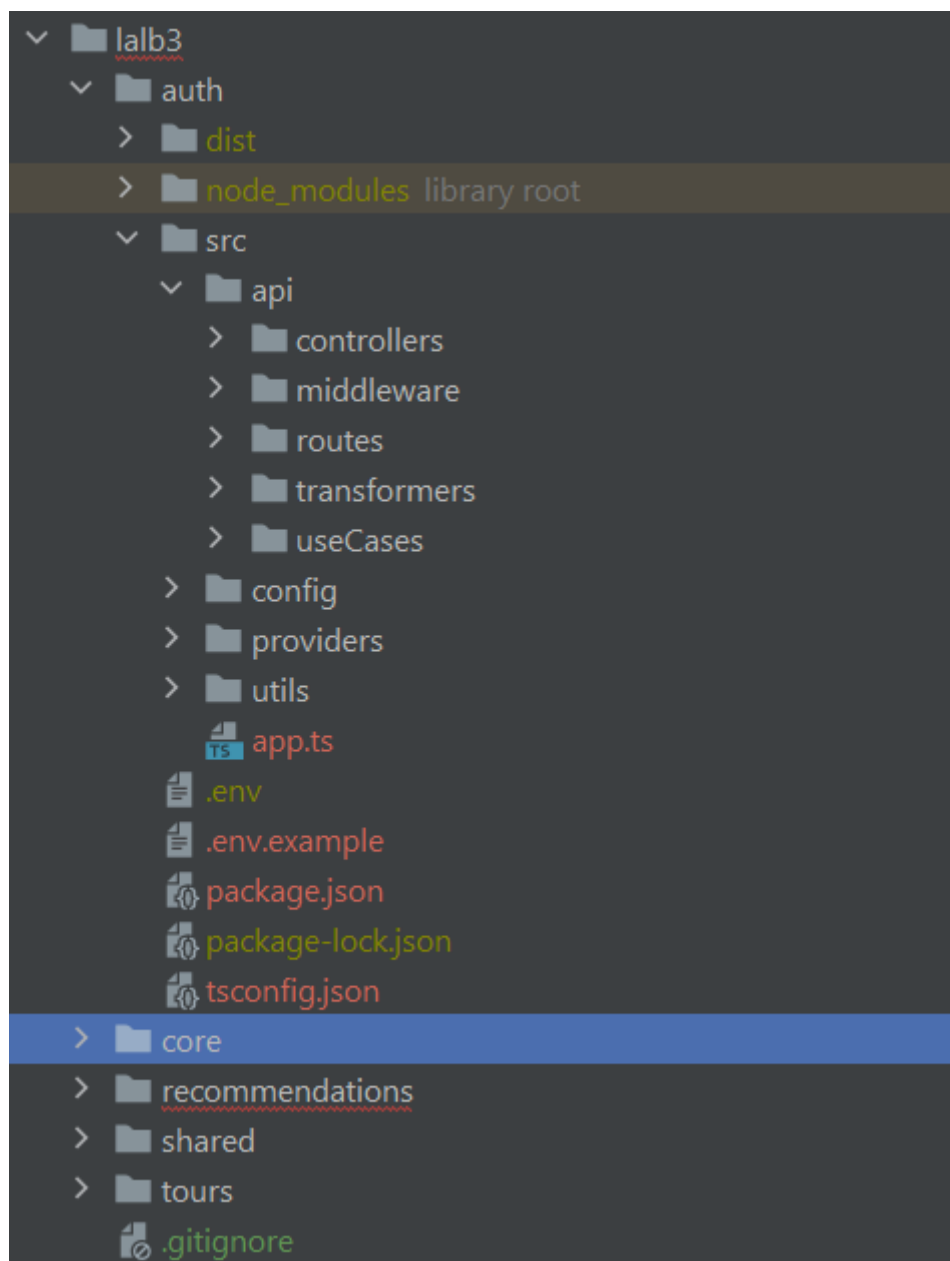 lalb3
auth
dist
node_modules library root
src
api
controllers
middleware
routes
transformers
useCases
config
providers
utils
TS app.ts
.env
.env.example
package.json
package-lock.json
tsconfig.json
core
recommendations
shared
tours
.gitignore